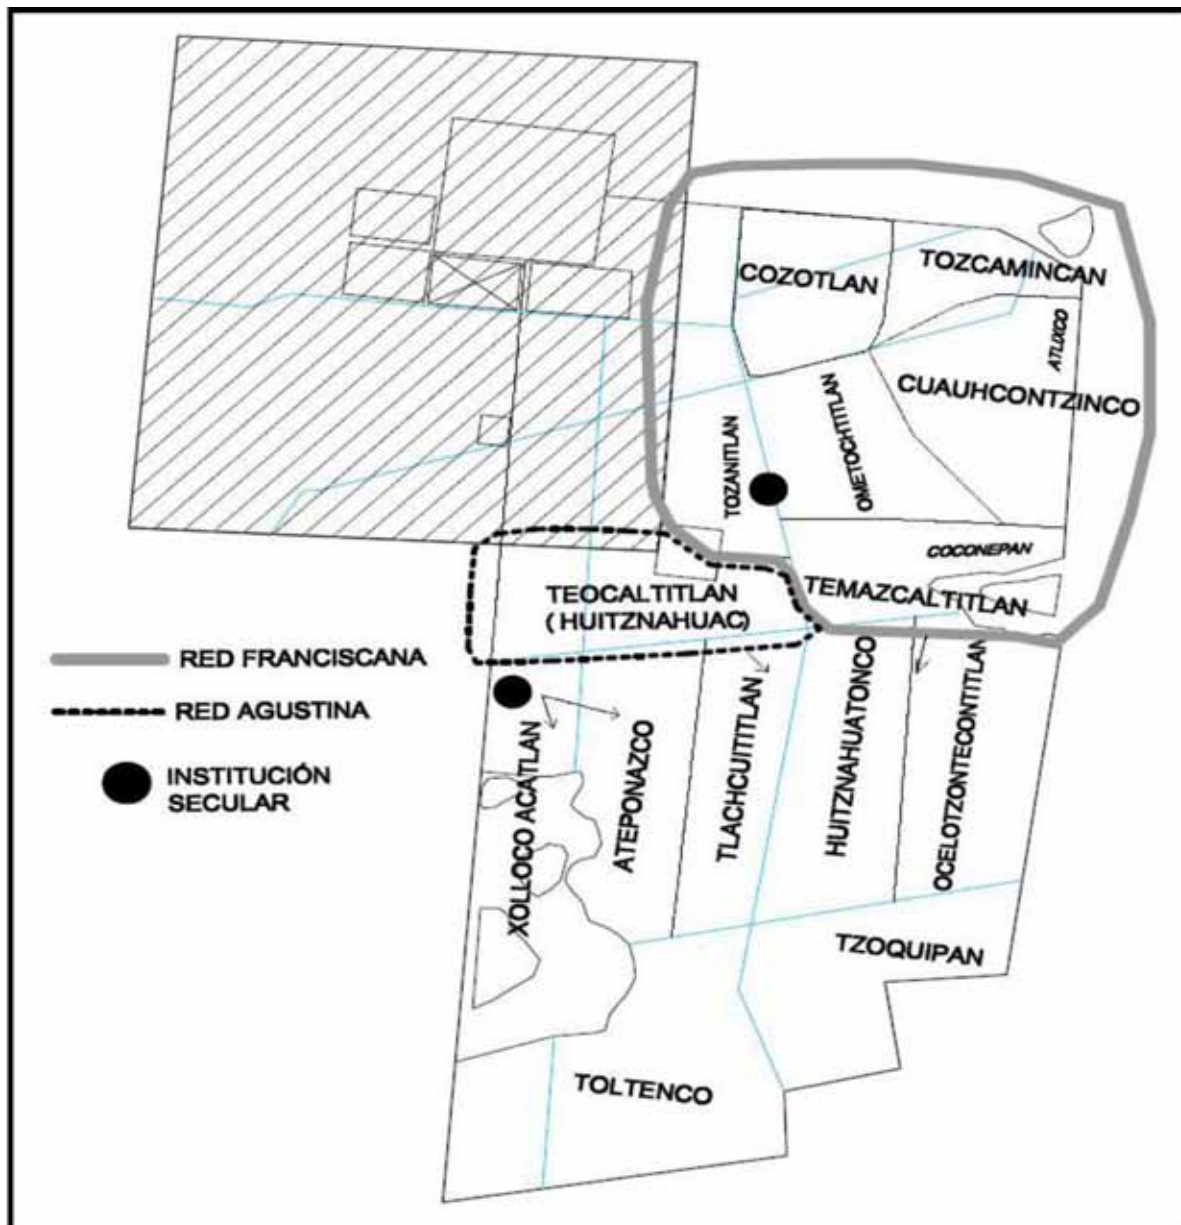 COZOTLAN
TOZCAMINCAN
ATLIXCO
CUAUHCONTZINCO
OMETOCHTITLAN
TOZANITLAN
COCONEPAN
TEMAZCALTITLAN
TEOCALTITLAN
( HUITZNAHUAC)
RED FRANCISCANA
RED AGUSTINA
INSTITUCIÓN
SECULAR
XOLLOCO ACATLAN
ATEPONAZCO
TLACHCUITITLAN
HUITZNAHUATONCO
OCELOTZONTECONTITLAN
TZOQUIPAN
TOLTENCO